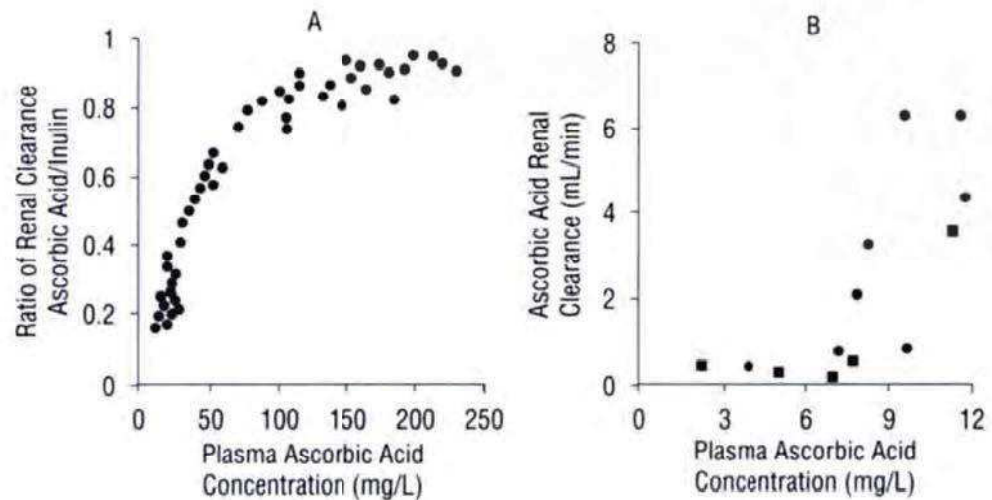 A
1
0.8
0.6
0.4
0.2
0
0 50 100 150 200 250
Ratio of Renal Clearance
Ascorbic Acid/Inulin
Plasma Ascorbic Acid
Concentration (mg/L)
B
8
6
4
2
0
0 3 6 9 12
Ascorbic Acid Renal
Clearance (mL/min)
Plasma Ascorbic Acid
Concentration (mg/L)